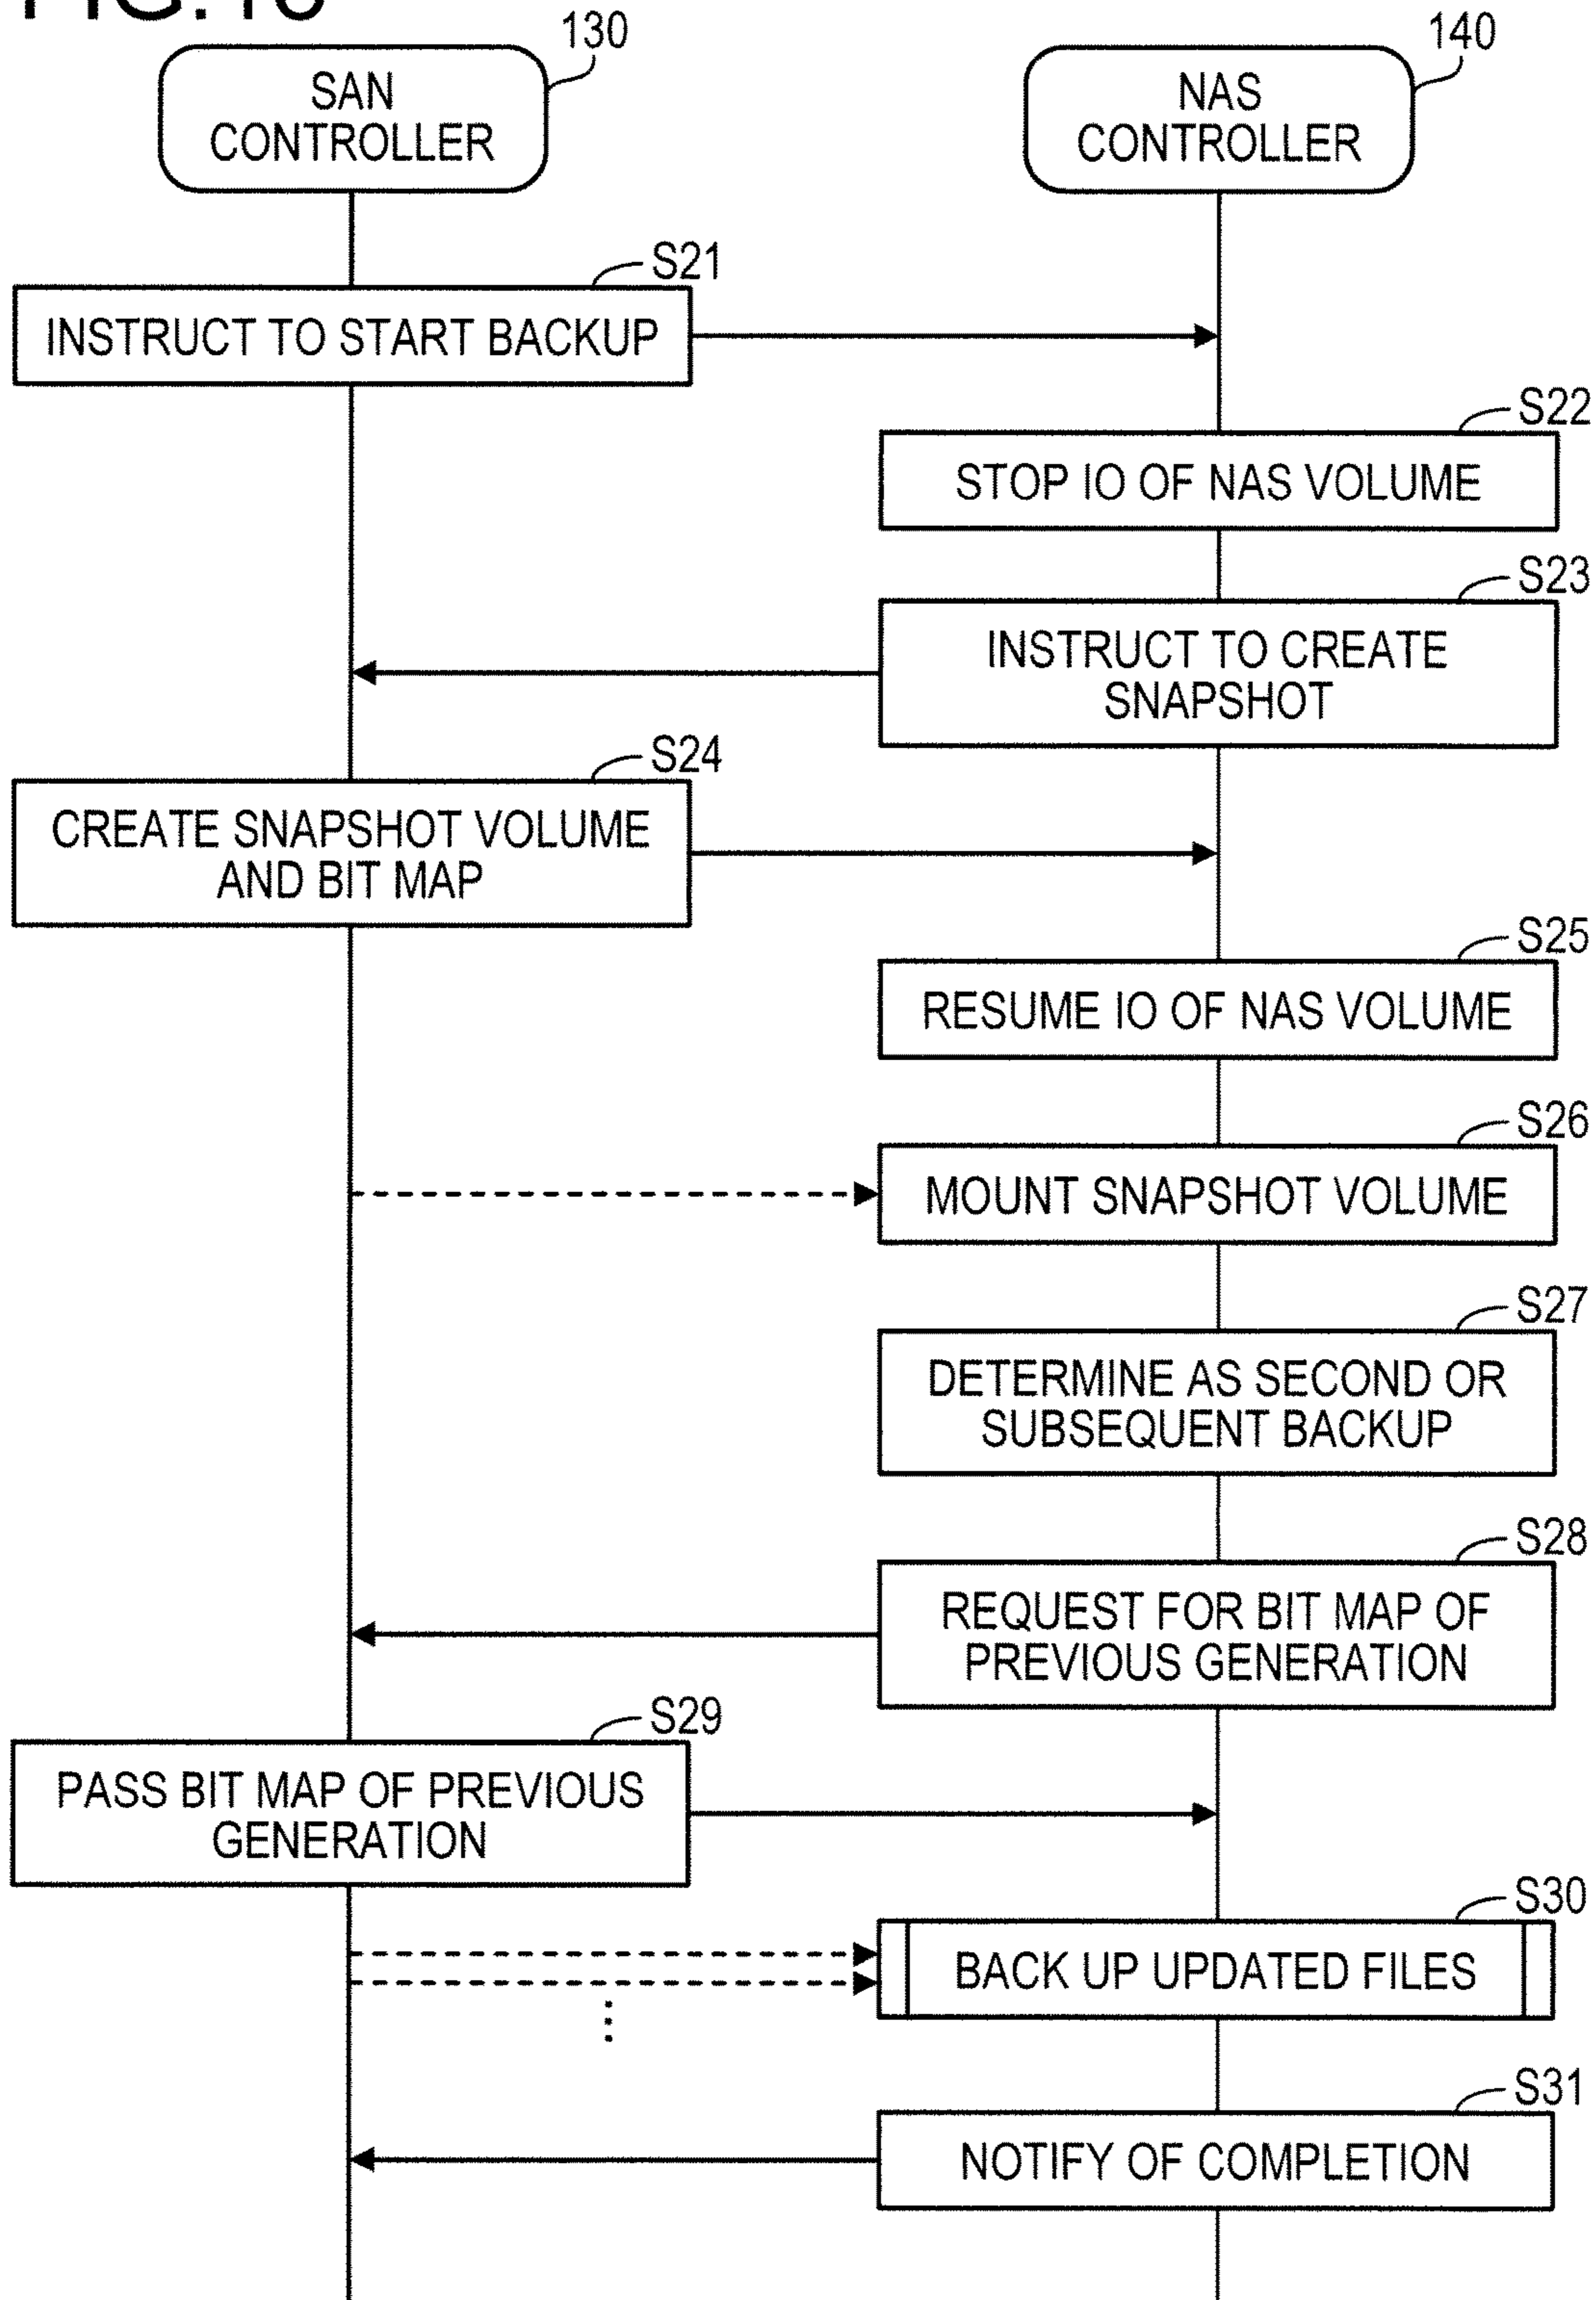 130
SAN
CONTROLLER
140
NAS
CONTROLLER
S21
INSTRUCT TO START BACKUP
S22
STOP IO OF NAS VOLUME
S23
INSTRUCT TO CREATE
SNAPSHOT
S24
CREATE SNAPSHOT VOLUME
AND BIT MAP
S25
RESUME IO OF NAS VOLUME
S26
MOUNT SNAPSHOT VOLUME
S27
DETERMINE AS SECOND OR
SUBSEQUENT BACKUP
S28
REQUEST FOR BIT MAP OF
PREVIOUS GENERATION
S29
PASS BIT MAP OF PREVIOUS
GENERATION
S30
BACK UP UPDATED FILES
S31
NOTIFY OF COMPLETION